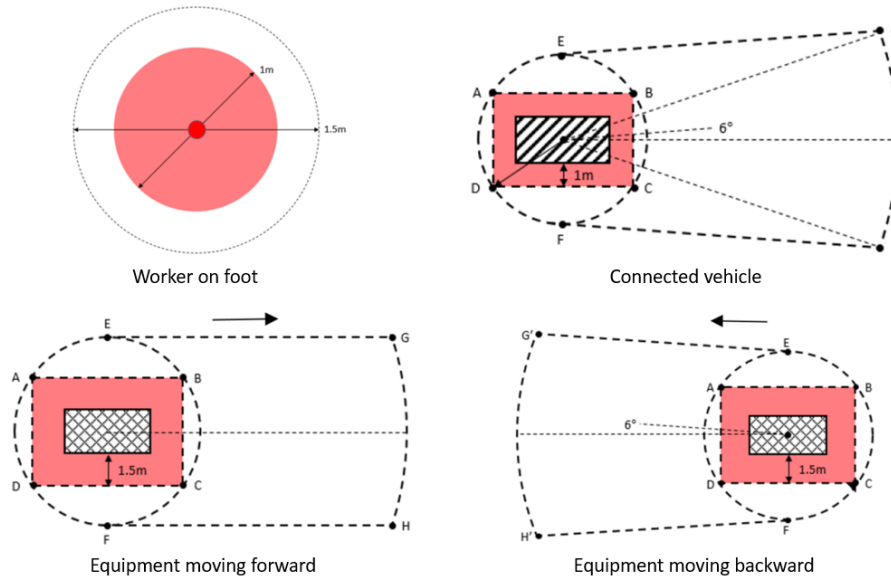 1m
1.5m
Worker on foot
E
A
B
6°
D
C
1m
F
Connected vehicle
E
G
A
B
1.5m
D
C
F
H
Equipment moving forward
G'
E
A
B
6°
1.5m
D
C
H'
F
Equipment moving backward